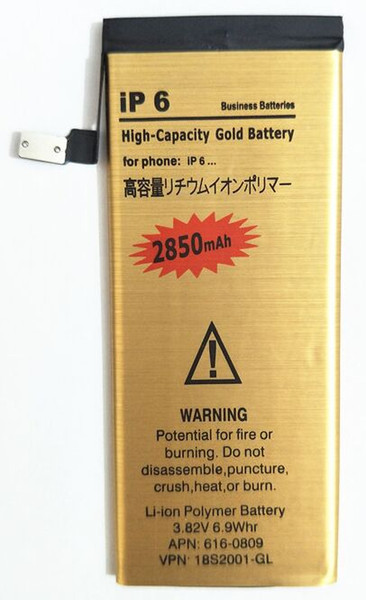 iP 6
Business Batteries
High-Capacity Gold Battery
for phone: iP 6...
高容量リチウムイオンポリマー
2850mAh
WARNING
Potential for fire or
burning. Do not
disassemble,puncture,
crush,heat,or burn.
Li-ion Polymer Battery
3.82V 6.9Whr
APN: 616-0809
VPN: 18S2001-GL